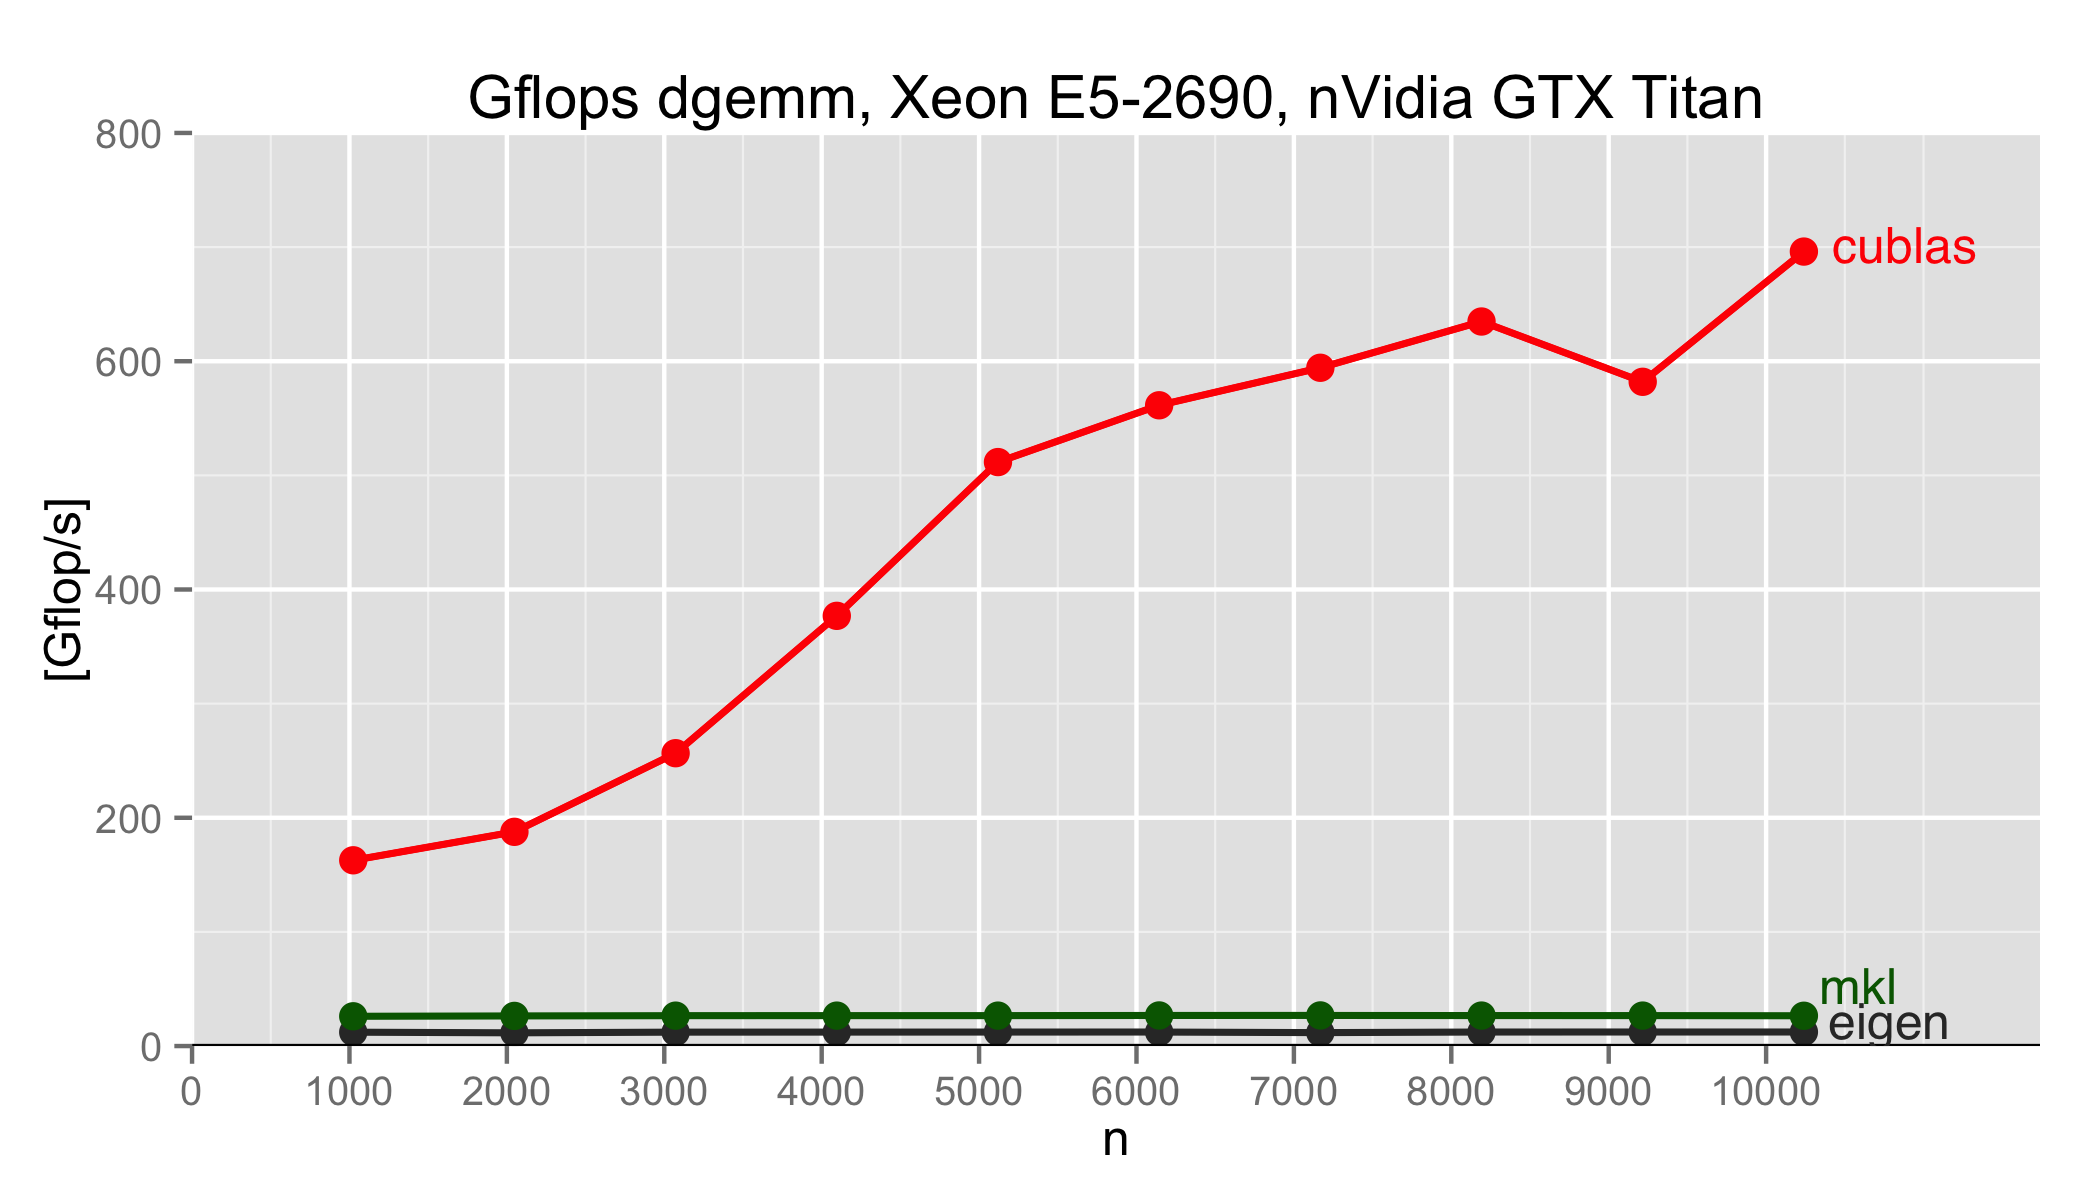 Gflops dgemm, Xeon E5-2690, nVidia GTX Titan
800
600
400
200
0
[Gflop/s]
cublas
mkl
eigen
0 1000 2000 3000 4000 5000 6000 7000 8000 9000 10000
n